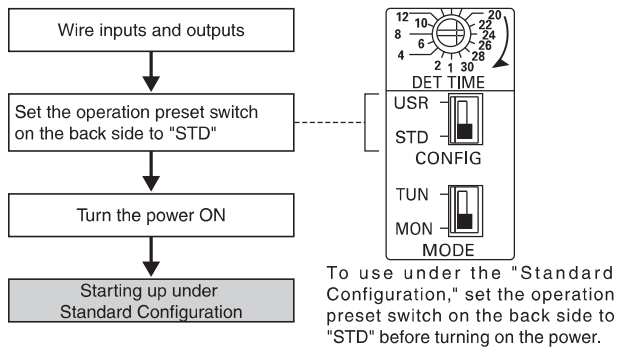 Wire inputs and outputs
Set the operation preset switch
on the back side to "STD"
Turn the power ON
Starting up under
Standard Configuration
12
10
8
6
4
2
1
30
28
26
24
22
20
DET TIME
USR
STD
CONFIG
TUN
MON
MODE
To use under the "Standard
Configuration," set the operation
preset switch on the back side to
"STD" before turning on the power.